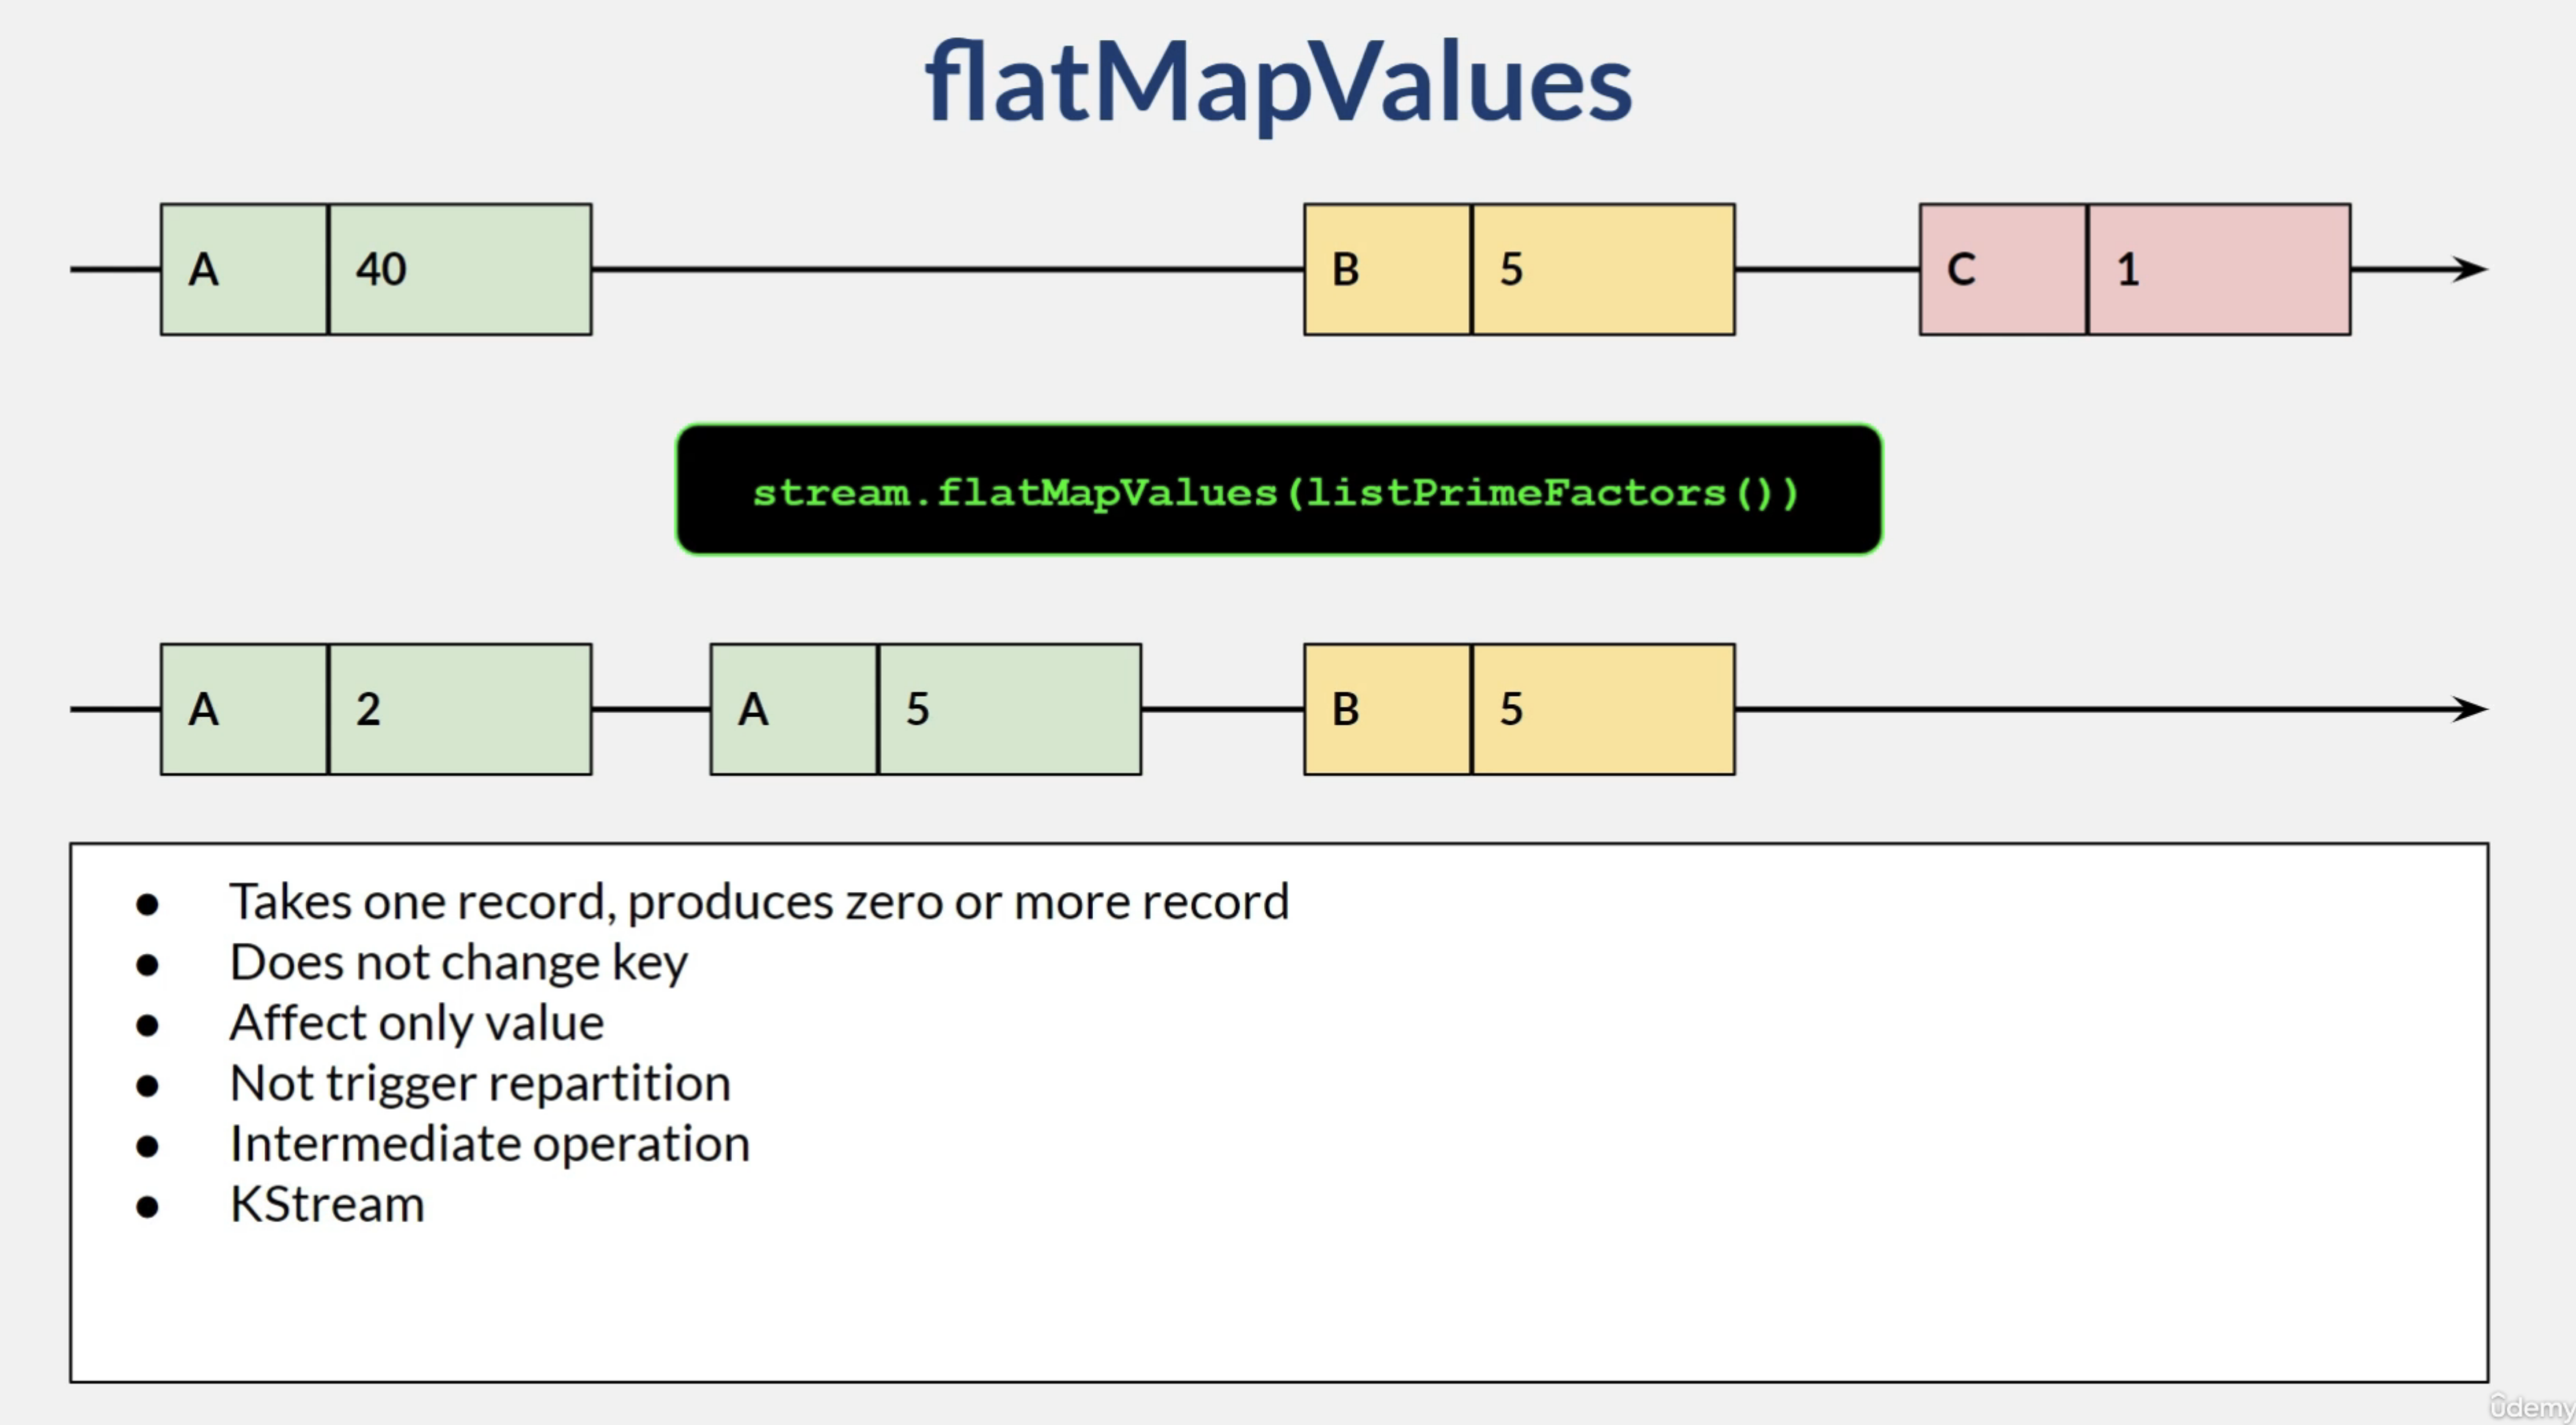 flatMapValues
A 40 B 5 C 1
stream.flatMapValues(listPrimeFactors())
A 2 A 5 B 5
● Takes one record, produces zero or more record
● Does not change key
● Affect only value
● Not trigger repartition
● Intermediate operation
● KStream
ûdemy